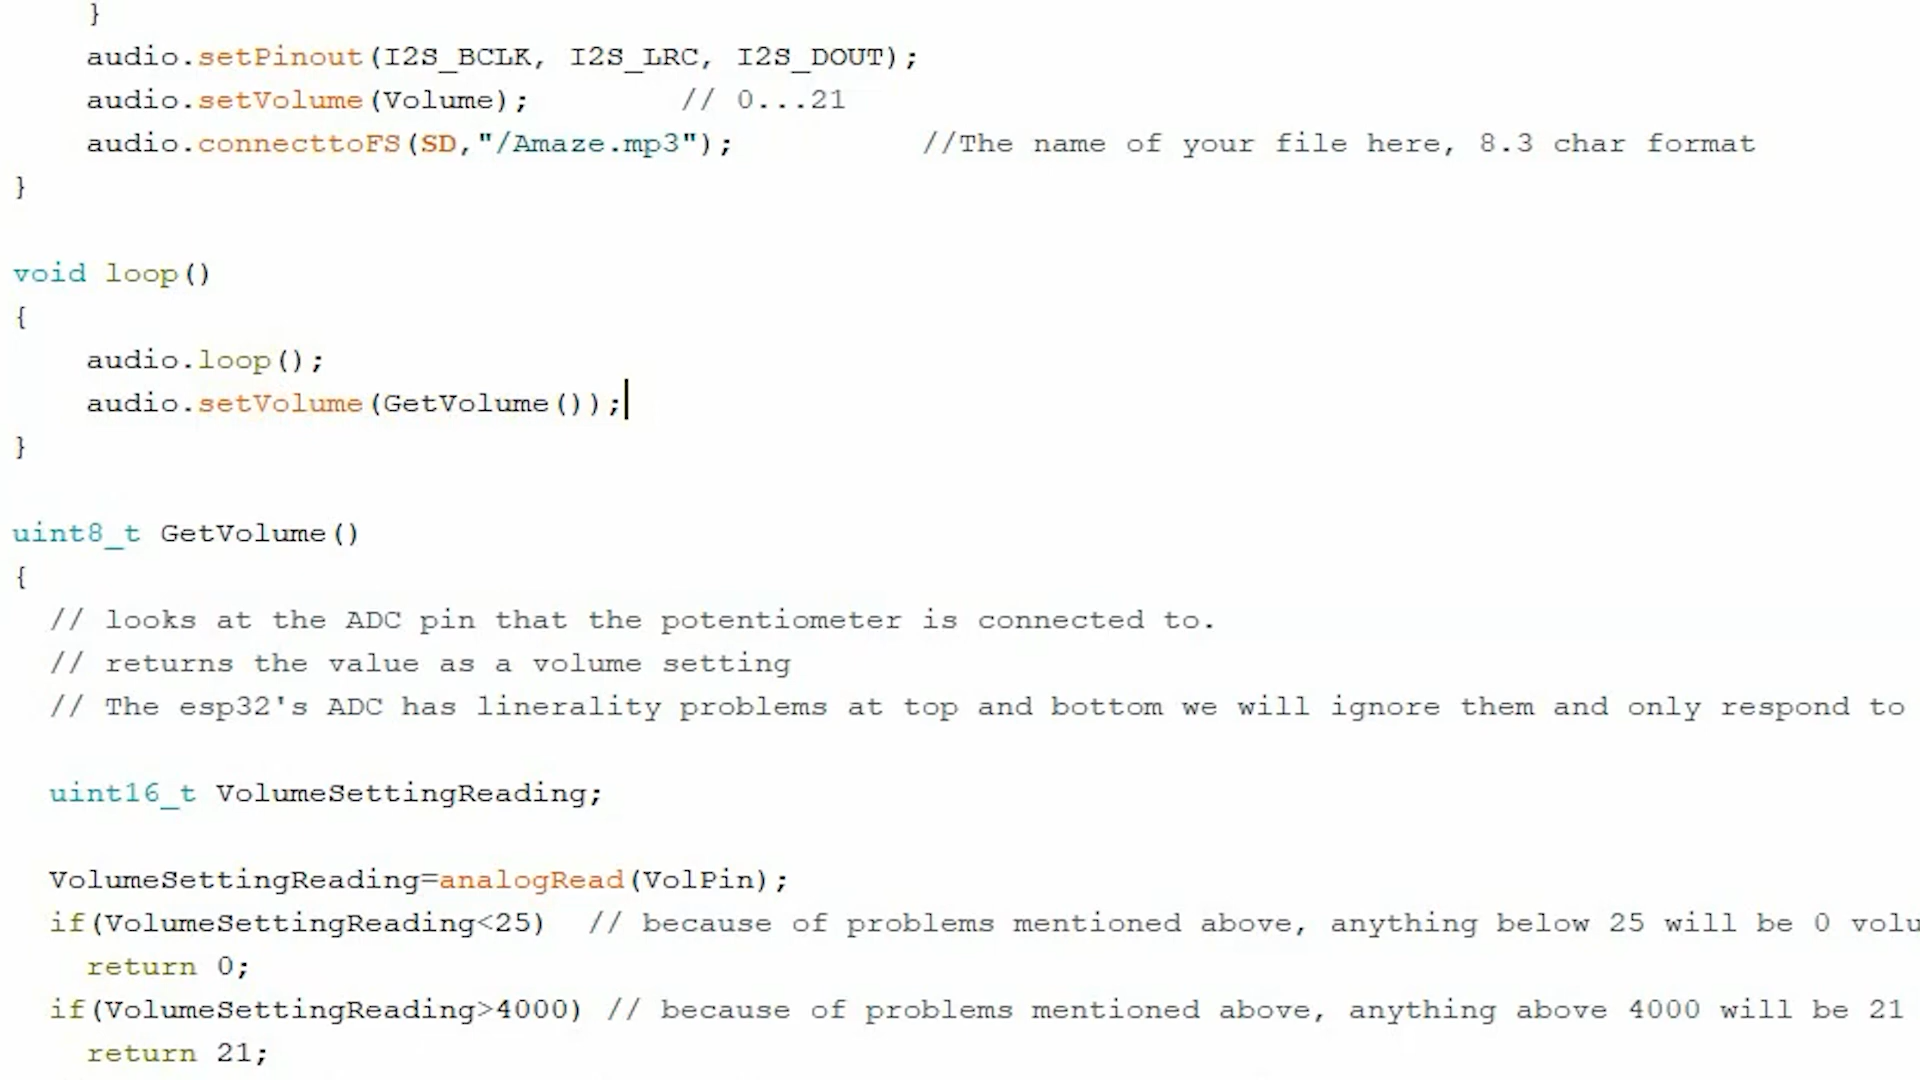 }
audio.setPinout(I2S_BCLK, I2S_LRC, I2S_DOUT);
audio.setVolume(Volume); // 0...21
audio.connecttoFS(SD,"/Amaze.mp3"); //The name of your file here, 8.3 char format
}
void loop()
{
audio.loop();
audio.setVolume(GetVolume());
}
uint8_t GetVolume()
{
// looks at the ADC pin that the potentiometer is connected to.
// returns the value as a volume setting
// The esp32's ADC has linerality problems at top and bottom we will ignore them and only respond to
uint16_t VolumeSettingReading;
VolumeSettingReading=analogRead(VolPin);
if(VolumeSettingReading<25) // because of problems mentioned above, anything below 25 will be 0 volu
return 0;
if(VolumeSettingReading>4000) // because of problems mentioned above, anything above 4000 will be 21
return 21;